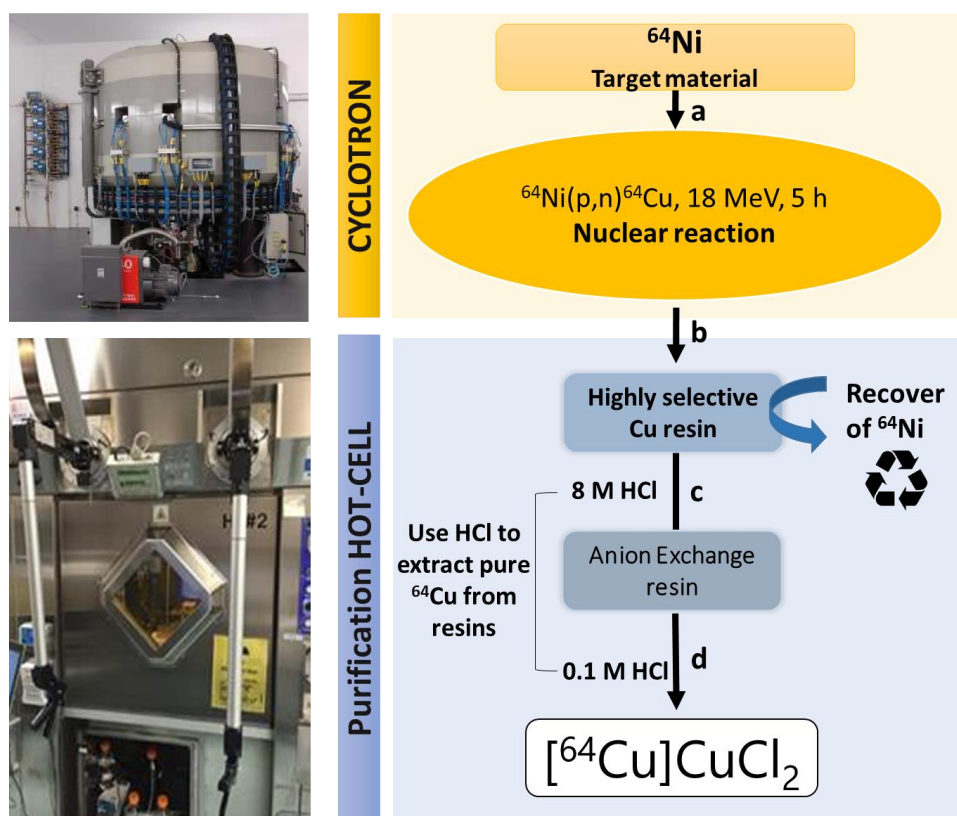 CYCLOTRON
⁶⁴Ni
Target material
a
⁶⁴Ni(p,n)⁶⁴Cu, 18 MeV, 5 h
Nuclear reaction
b
Purification HOT-CELL
Highly selective
Cu resin
Recover
of ⁶⁴Ni
8 M HCl
c
Use HCl to
extract pure
⁶⁴Cu from
resins
Anion Exchange
resin
0.1 M HCl
d
[⁶⁴Cu]CuCl₂
#2